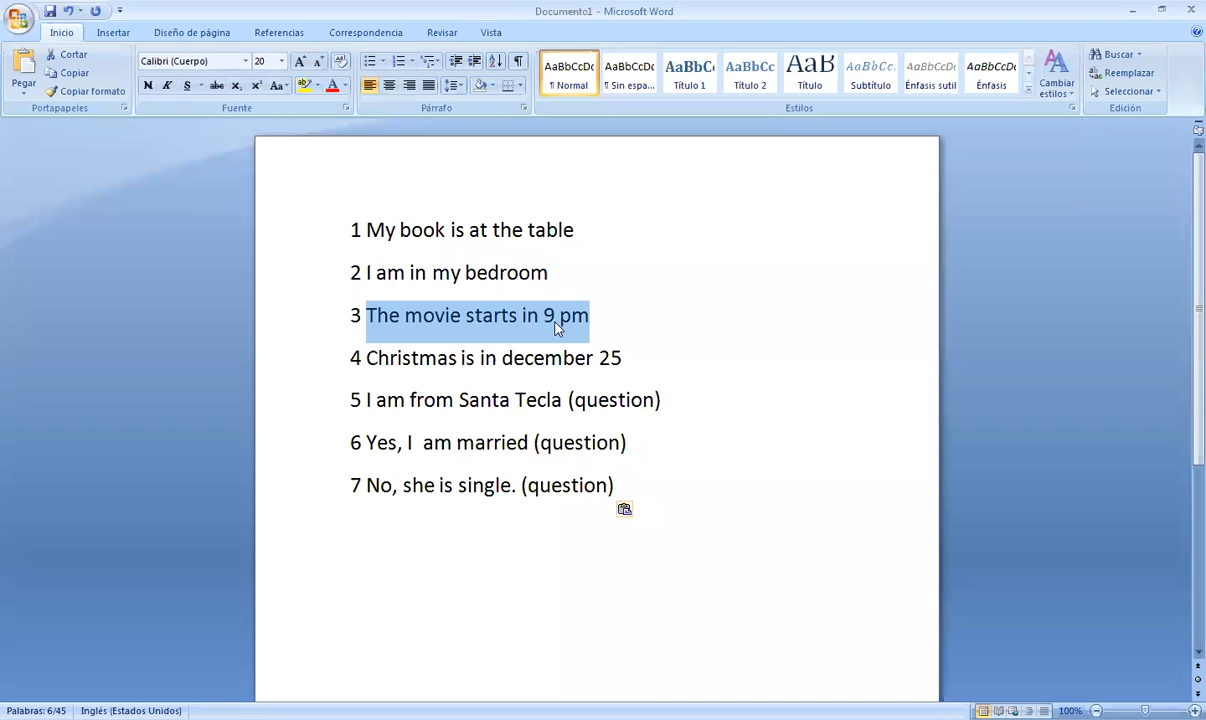 Documento1 - Microsoft Word
Inicio Insertar Diseño de página Referencias Correspondencia Revisar Vista
Pegar
Cortar
Copiar
Copiar formato
Portapapeles
Calibri (Cuerpo) 20
N K S abc X₂ X² Aa
Fuente
Párrafo
AaBbCcDc AaBbCcDc AaBbC AaBbCc AaB AaBbCc. AaBbCcDc AaBbCcDc
¶ Normal ¶ Sin espa... Título 1 Título 2 Título Subtítulo Énfasis sutil Énfasis
Cambiar estilos
Estilos
Buscar
Reemplazar
Seleccionar
Edición
1 My book is at the table
2 I am in my bedroom
3 The movie starts in 9 pm
4 Christmas is in december 25
5 I am from Santa Tecla (question)
6 Yes, I  am married (question)
7 No, she is single. (question)
Palabras: 6/45 Inglés (Estados Unidos) 100%